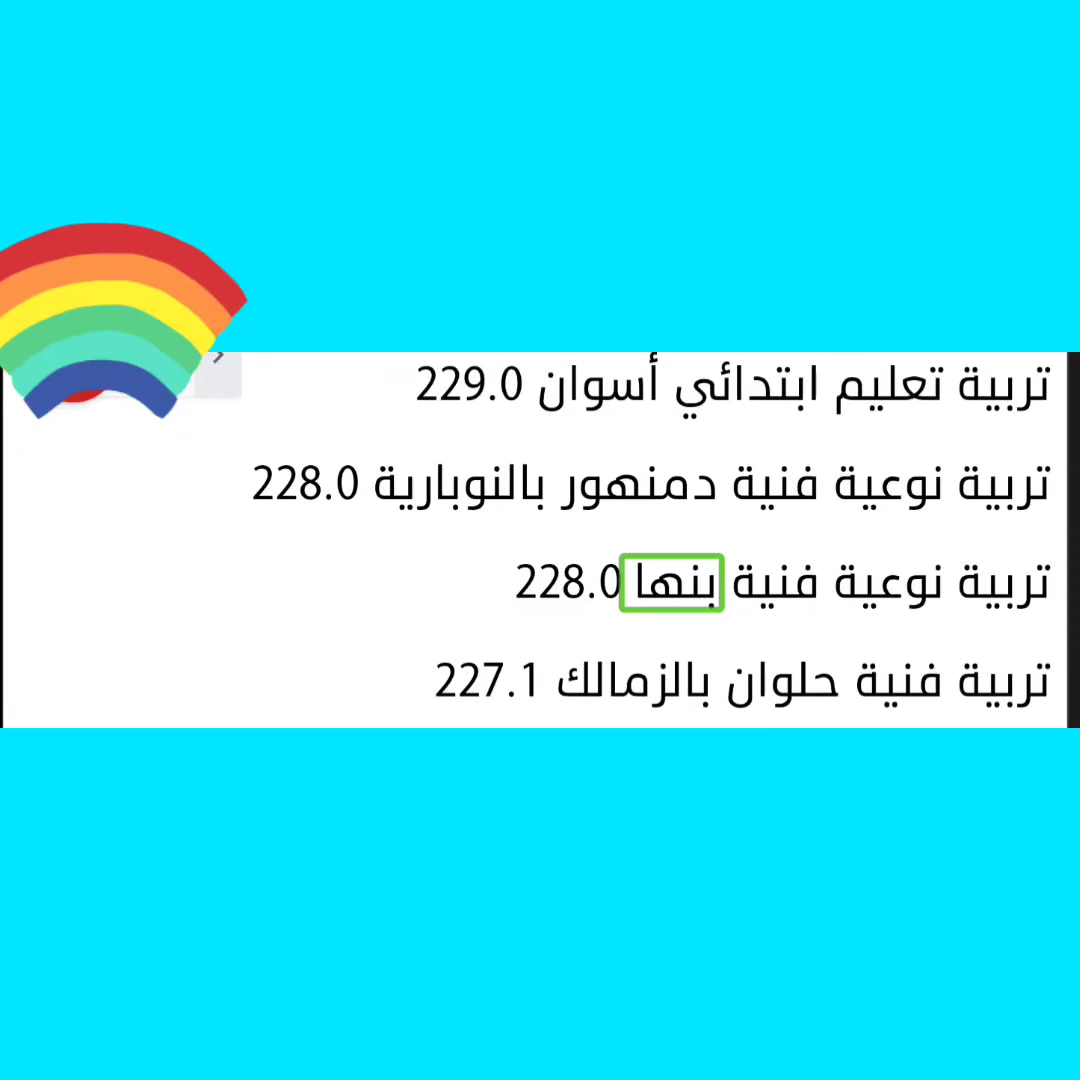 تربية تعليم ابتدائي أسوان 229.0
تربية نوعية فنية دمنهور بالنوبارية 228.0
تربية نوعية فنية بنها 228.0
تربية فنية حلوان بالزمالك 227.1